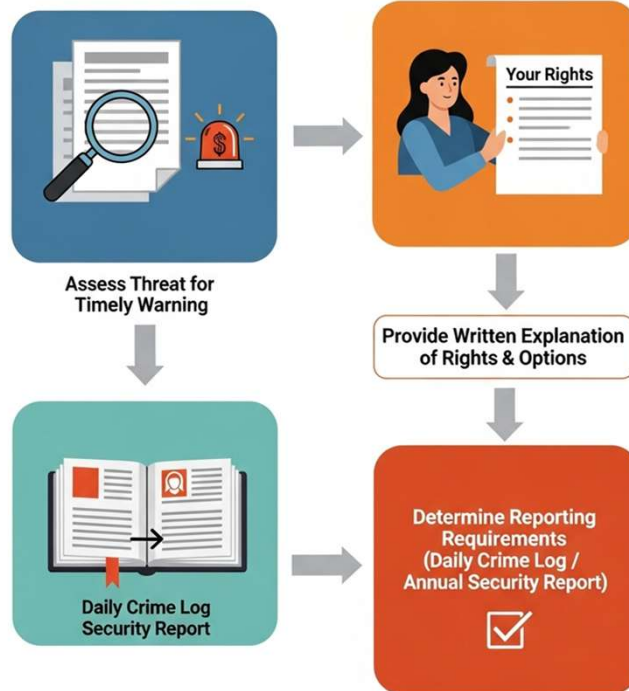 $
Your Rights
Assess Threat for
Timely Warning
Provide Written Explanation
of Rights & Options
Daily Crime Log
Security Report
Determine Reporting
Requirements
(Daily Crime Log /
Annual Security Report)